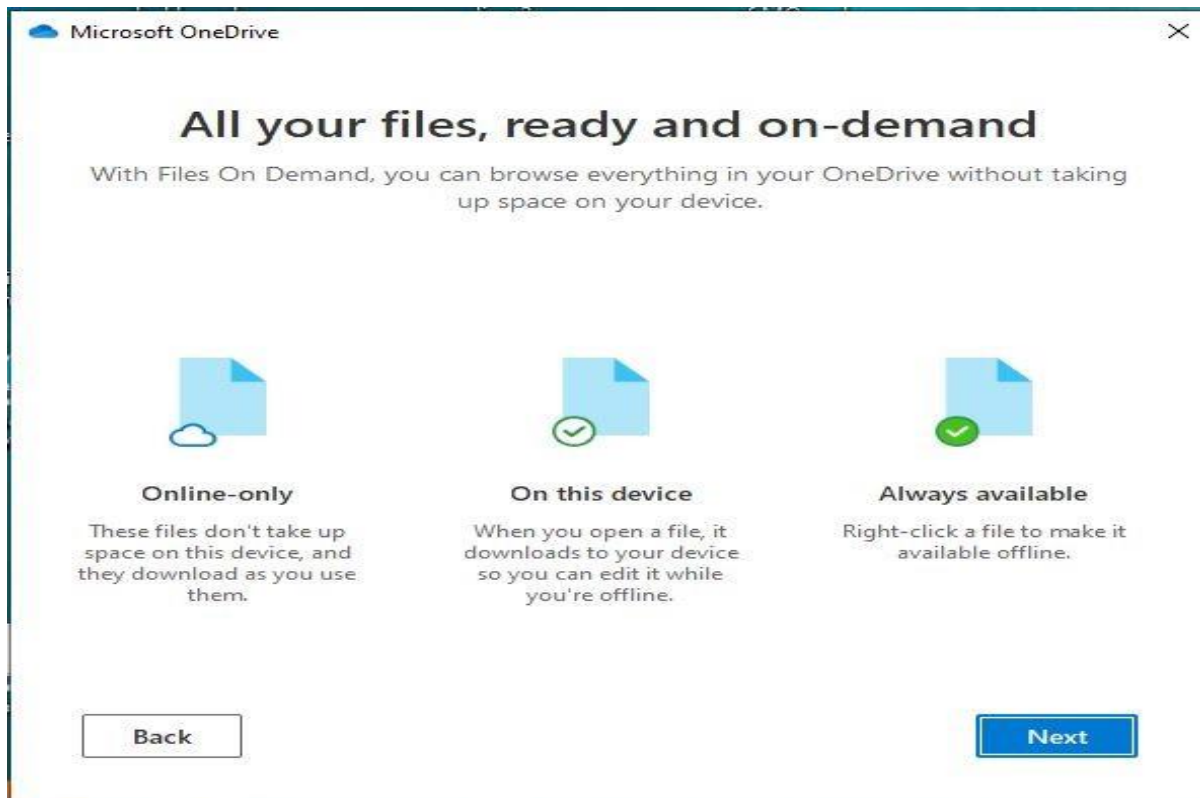 Microsoft OneDrive
All your files, ready and on-demand
With Files On Demand, you can browse everything in your OneDrive without taking
up space on your device.
Online-only
These files don't take up
space on this device, and
they download as you use
them.
On this device
When you open a file, it
downloads to your device
so you can edit it while
you're offline.
Always available
Right-click a file to make it
available offline.
Back
Next